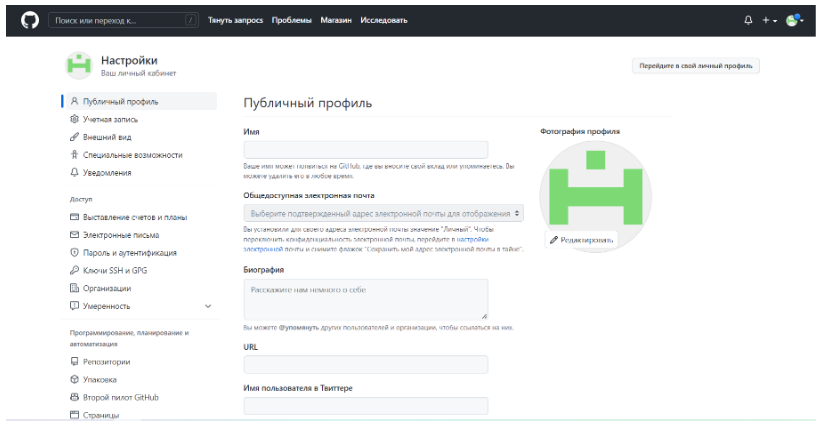 Поиск или переход к... /
Тянуть запросs Проблемы Магазин Исследовать
Настройки
Ваш личный кабинет
Перейдите в свой личный профиль
Публичный профиль
Учетная запись
Внешний вид
Специальные возможности
Уведомления
Доступ
Выставление счетов и планы
Электронные письма
Пароль и аутентификация
Ключи SSH и GPG
Организации
Умеренность
Программирование, планирование и
автоматизация
Репозитории
Упаковка
Второй пилот GitHub
Страницы
Публичный профиль
Имя
Ваше имя может появиться на GitHub, где вы вносите свой вклад или упоминаетесь. Вы
можете удалить его в любое время.
Общедоступная электронная почта
Выберите подтвержденный адрес электронной почты для отображения
Вы установили для своего адреса электронной почты значение "Личный". Чтобы
переключить конфиденциальность электронной почты, перейдите в настройки
электронной почты и снимите флажок "Сохранить мой адрес электронной почты в тайне".
Биография
Расскажите нам немного о себе
Вы можете @упомянуть других пользователей и организации, чтобы ссылаться на них.
URL
Имя пользователя в Твиттере
Фотография профиля
Редактировать